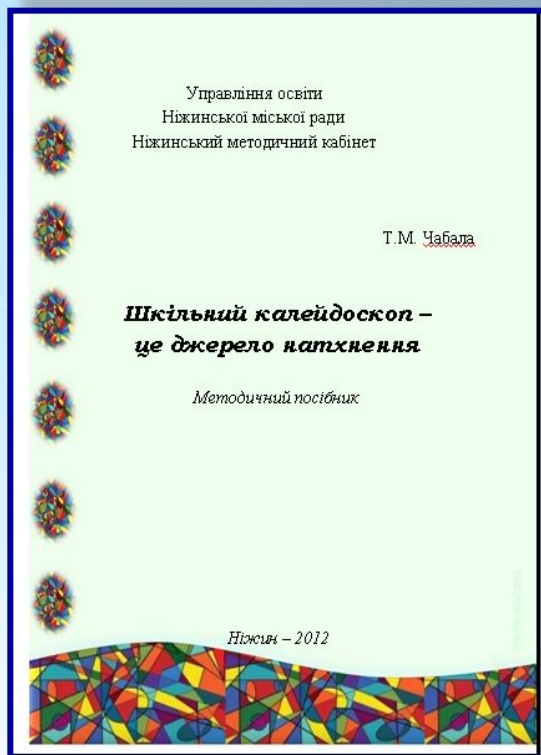 Управління освіти
Ніжинської міської ради
Ніжинський методичний кабінет
Т.М. Чабала
Шкільний калейдоскоп –
це джерело натхнення
Методичний посібник
Ніжин – 2012